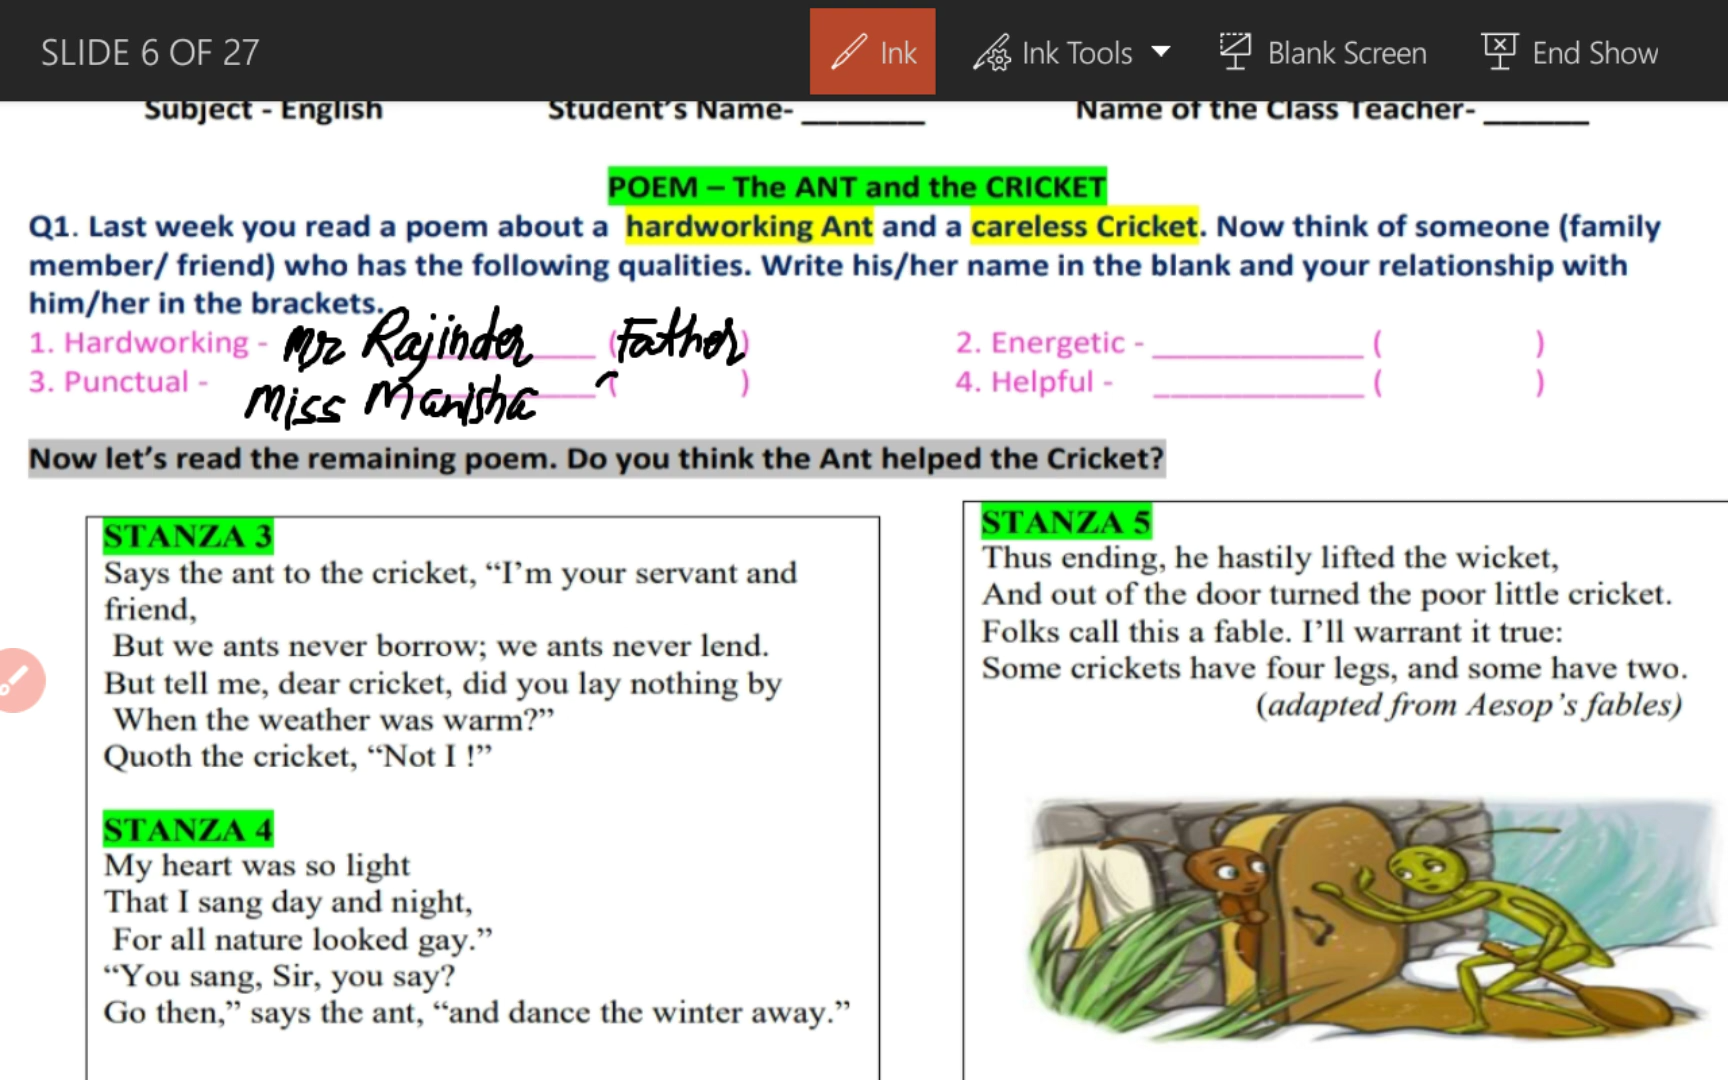 SLIDE 6 OF 27 Ink Ink Tools Blank Screen End Show
Subject - English Student's Name- _______ Name of the Class Teacher- ______
POEM – The ANT and the CRICKET
Q1. Last week you read a poem about a hardworking Ant and a careless Cricket. Now think of someone (family
member/ friend) who has the following qualities. Write his/her name in the blank and your relationship with
him/her in the brackets.
1. Hardworking - Mr Rajinder (Father) 2. Energetic - ______________ ( )
3. Punctual - Miss Manisha ( ) 4. Helpful - ______________ ( )
Now let's read the remaining poem. Do you think the Ant helped the Cricket?
STANZA 3
Says the ant to the cricket, “I'm your servant and
friend,
But we ants never borrow; we ants never lend.
But tell me, dear cricket, did you lay nothing by
When the weather was warm?”
Quoth the cricket, “Not I !”
STANZA 4
My heart was so light
That I sang day and night,
For all nature looked gay.”
“You sang, Sir, you say?
Go then,” says the ant, “and dance the winter away.”
STANZA 5
Thus ending, he hastily lifted the wicket,
And out of the door turned the poor little cricket.
Folks call this a fable. I'll warrant it true:
Some crickets have four legs, and some have two.
(adapted from Aesop's fables)